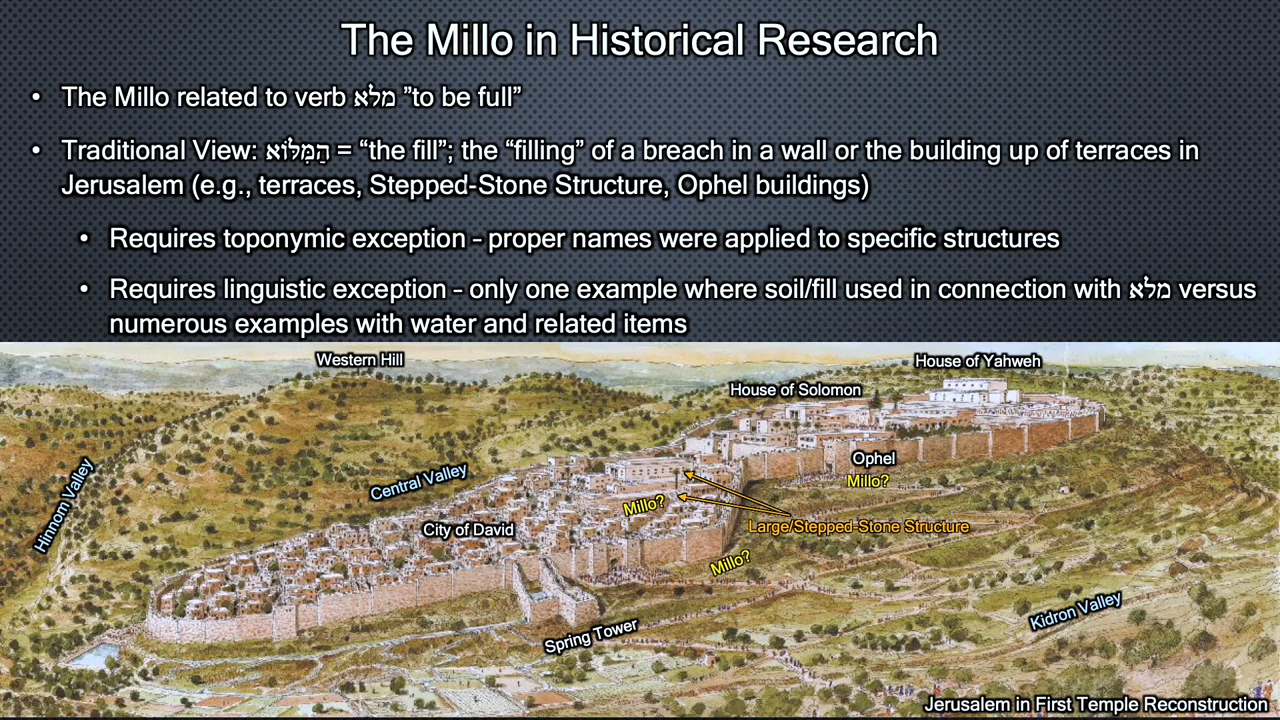 The Millo in Historical Research
• The Millo related to verb מלא ”to be full”
• Traditional View: הַמִּלּוֹא = “the fill”; the “filling” of a breach in a wall or the building up of terraces in
Jerusalem (e.g., terraces, Stepped-Stone Structure, Ophel buildings)
• Requires toponymic exception – proper names were applied to specific structures
• Requires linguistic exception – only one example where soil/fill used in connection with מלא versus
numerous examples with water and related items
Western Hill
House of Yahweh
House of Solomon
Hinnom Valley
Central Valley
Ophel
Millo?
Millo?
City of David
Large/Stepped-Stone Structure
Millo?
Kidron Valley
Spring Tower
Jerusalem in First Temple Reconstruction